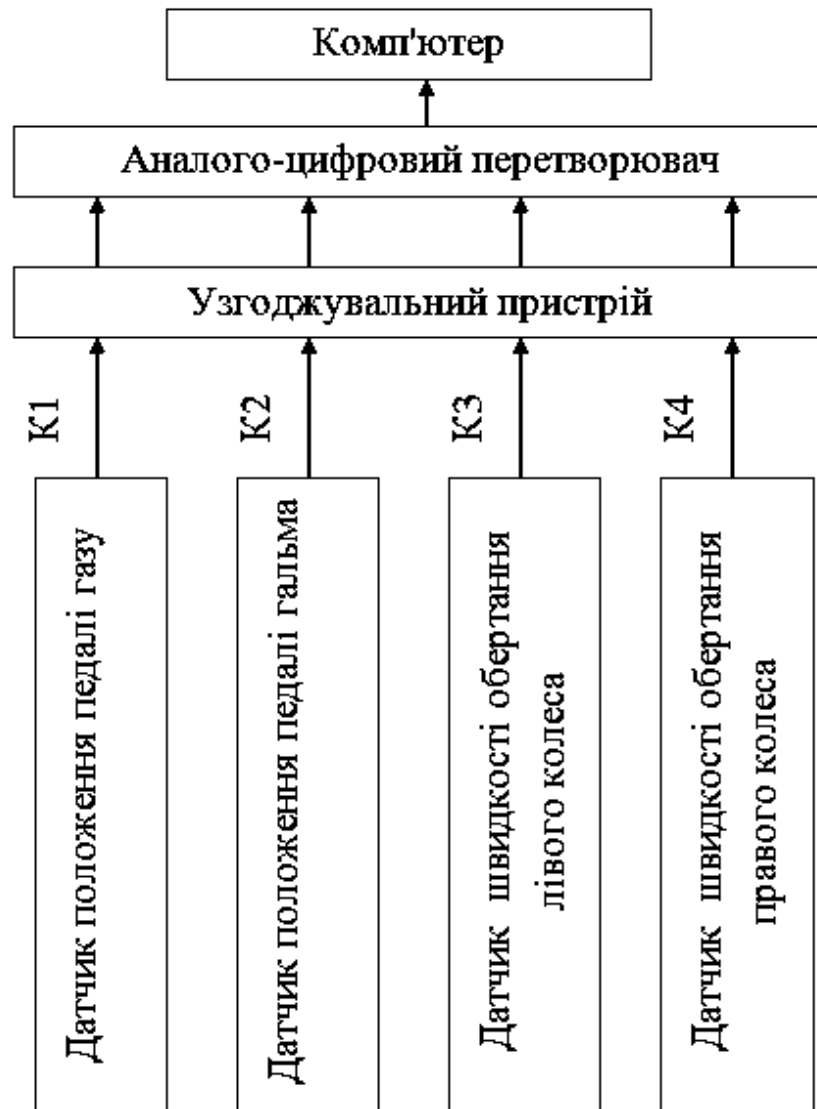 Комп'ютер
Аналого-цифровий перетворювач
Узгоджувальний пристрій
К1
К2
К3
К4
Датчик положення педалі газу
Датчик положення педалі гальма
Датчик швидкості обертання
лівого колеса
Датчик швидкості обертання
правого колеса